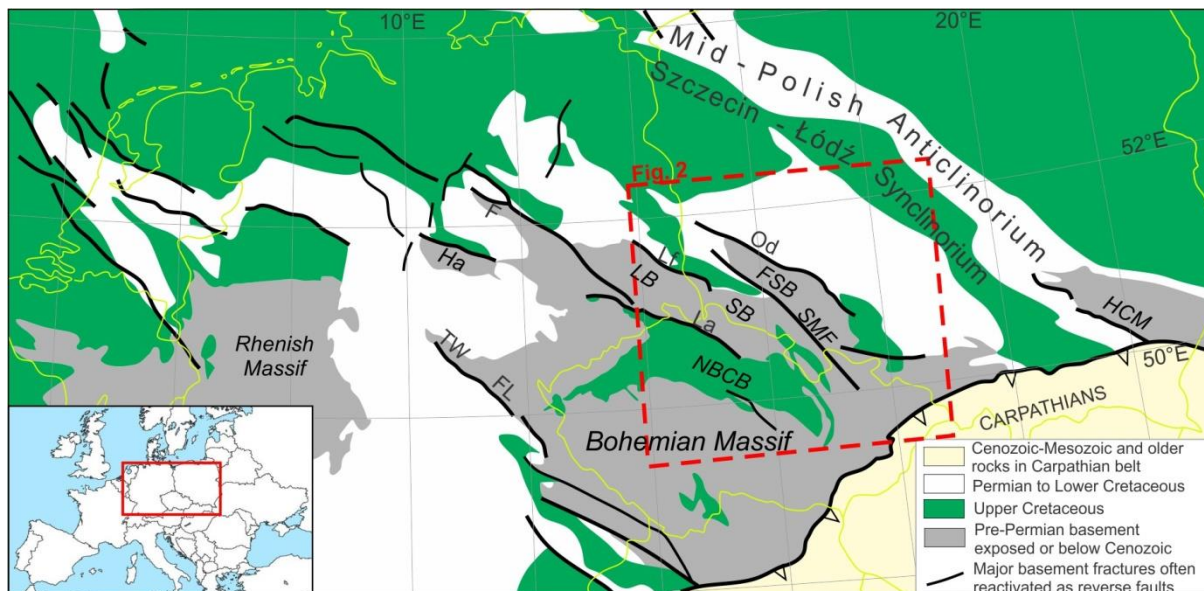 10°E
20°E
Mid - Polish Anticlinorium
Szczecin - Łódź Synclinorium
52°E
Fig. 2
F
Ha
Lf
LB
Od
FSB
SB
SMF
La
HCM
Rhenish
Massif
TW
FL
NBCB
50°E
Bohemian Massif
CARPATHIANS
Cenozoic-Mesozoic and older
rocks in Carpathian belt
Permian to Lower Cretaceous
Upper Cretaceous
Pre-Permian basement
exposed or below Cenozoic
Major basement fractures often
reactivated as reverse faults